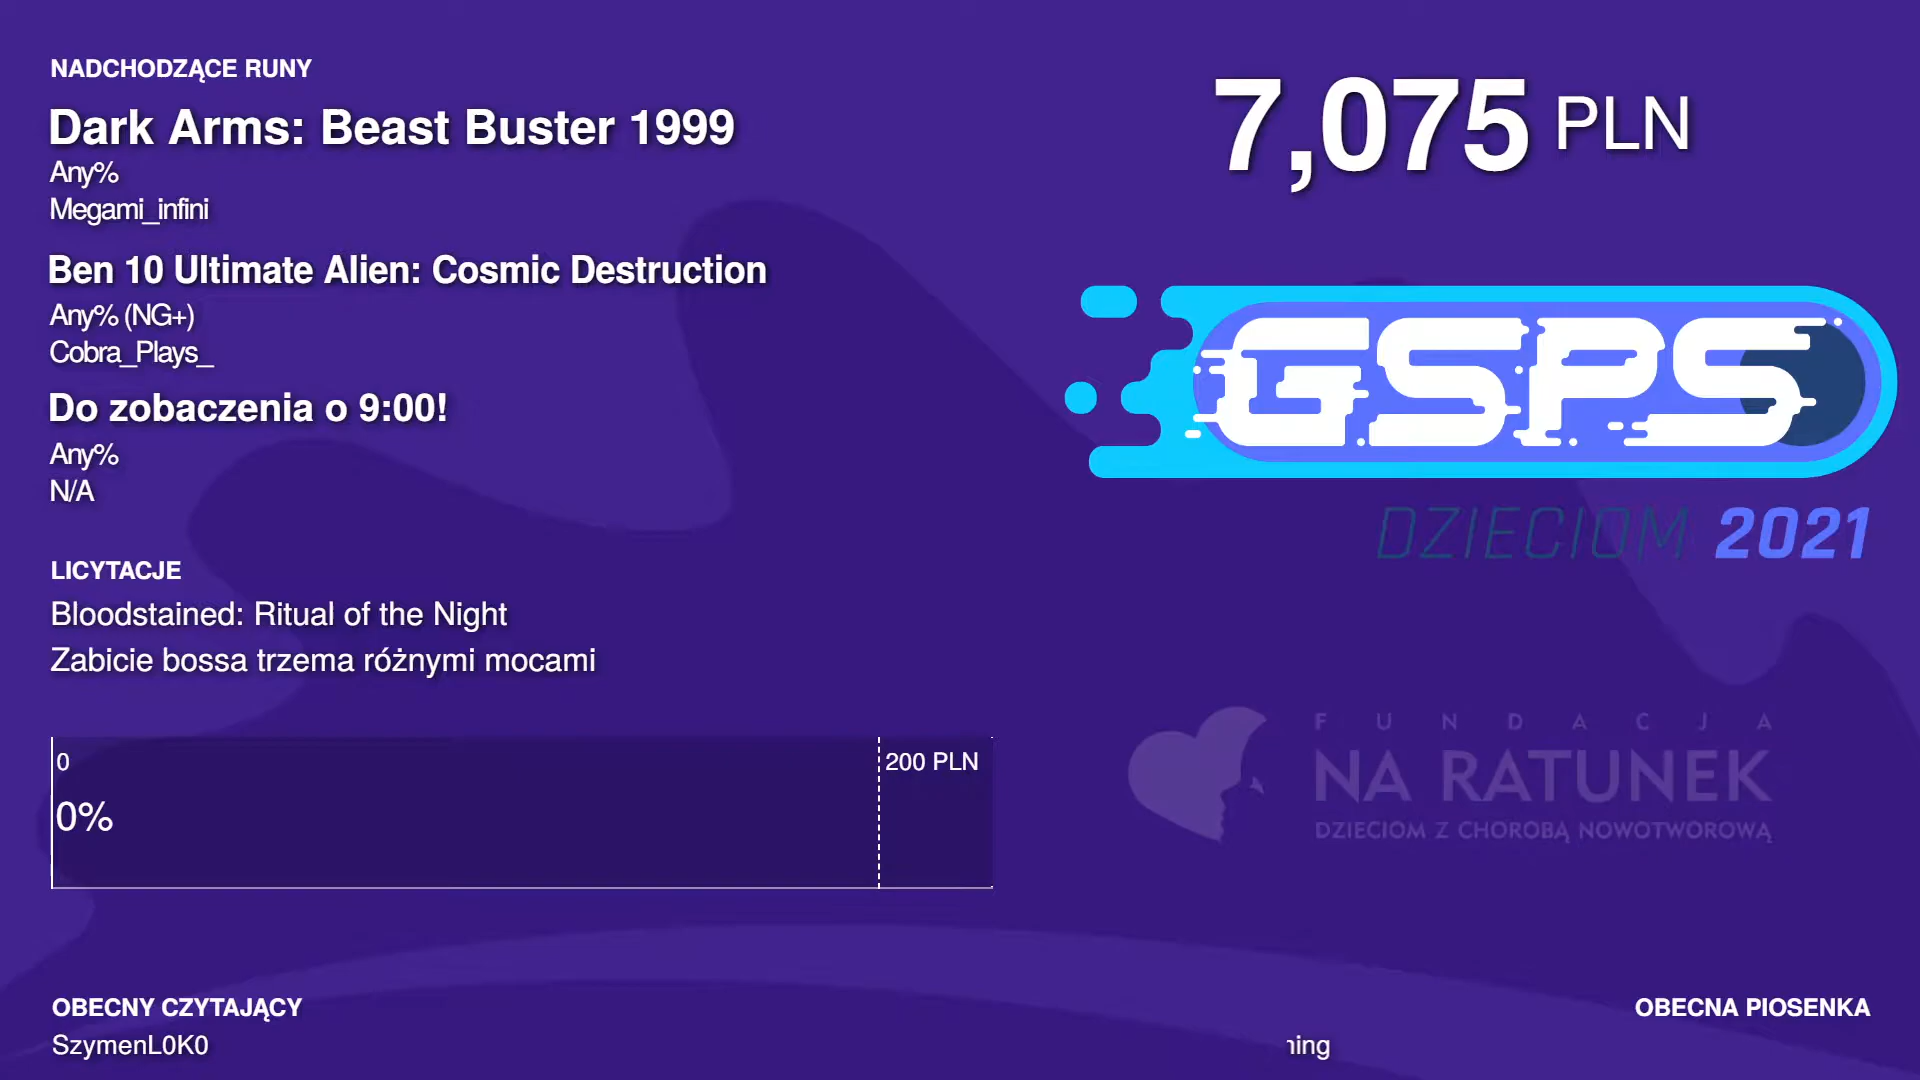 NADCHODZĄCE RUNY
Dark Arms: Beast Buster 1999
Any%
Megami_infini
Ben 10 Ultimate Alien: Cosmic Destruction
Any% (NG+)
Cobra_Plays_
Do zobaczenia o 9:00!
Any%
N/A
LICYTACJE
Bloodstained: Ritual of the Night
Zabicie bossa trzema różnymi mocami
0
200 PLN
0%
OBECNY CZYTAJĄCY
SzymenL0K0
7,075 PLN
GSPS
DZIECIOM 2021
FUNDACJA
NA RATUNEK
DZIECIOM Z CHOROBĄ NOWOTWOROWĄ
OBECNA PIOSENKA